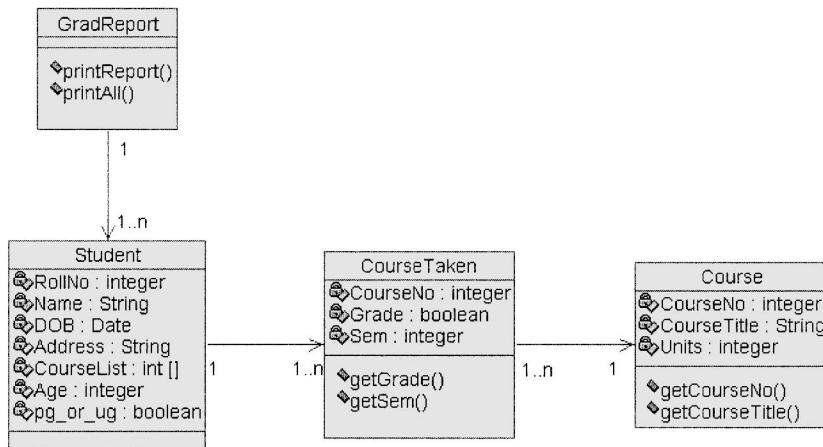 GradReport
printReport()
printAll()
1
1..n
Student
RollNo : integer
Name : String
DOB : Date
Address : String
CourseList : int []
Age : integer
pg_or_ug : boolean
1
1..n
CourseTaken
CourseNo : integer
Grade : boolean
Sem : integer
getGrade()
getSem()
1..n
1
Course
CourseNo : integer
CourseTitle : String
Units : integer
getCourseNo()
getCourseTitle()